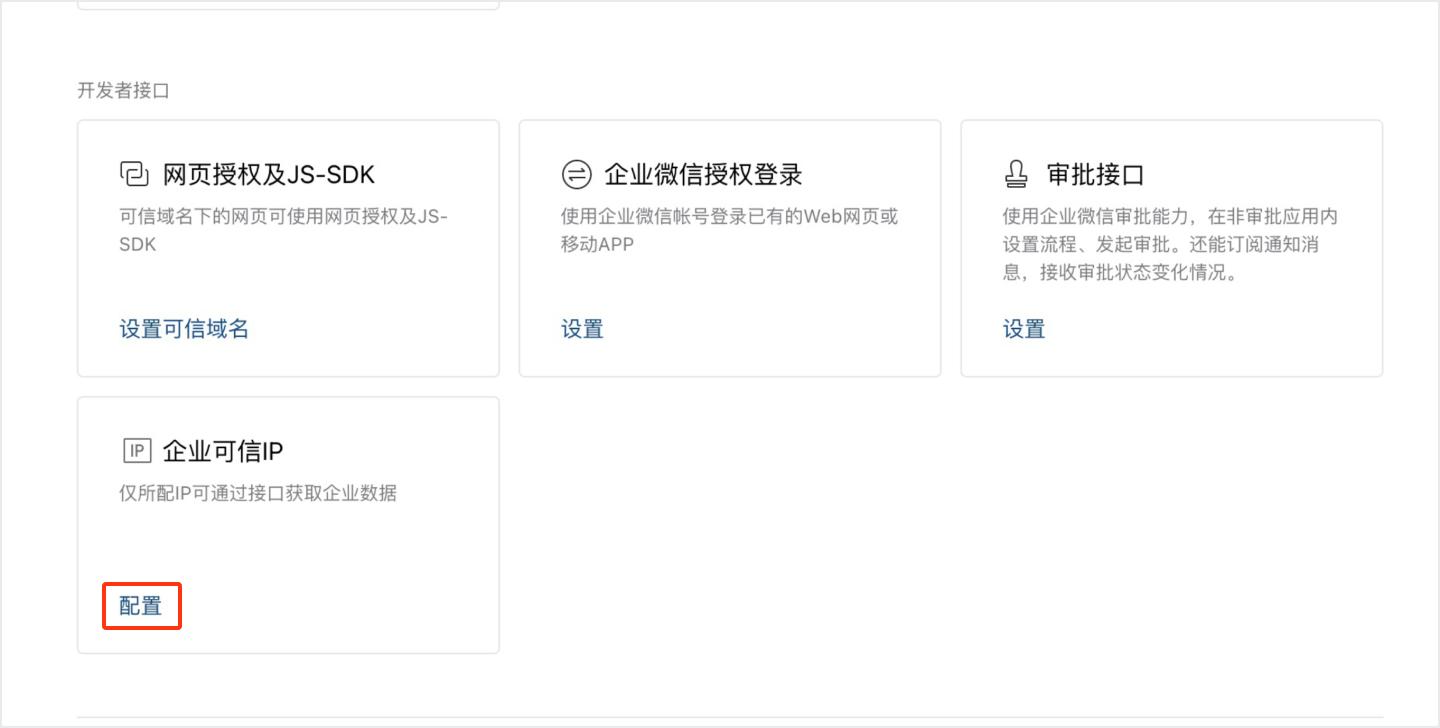 开发者接口
网页授权及JS-SDK
可信域名下的网页可使用网页授权及JS-
SDK
设置可信域名
企业微信授权登录
使用企业微信帐号登录已有的Web网页或
移动APP
设置
审批接口
使用企业微信审批能力，在非审批应用内
设置流程、发起审批。还能订阅通知消
息，接收审批状态变化情况。
设置
IP 企业可信IP
仅所配IP可通过接口获取企业数据
配置